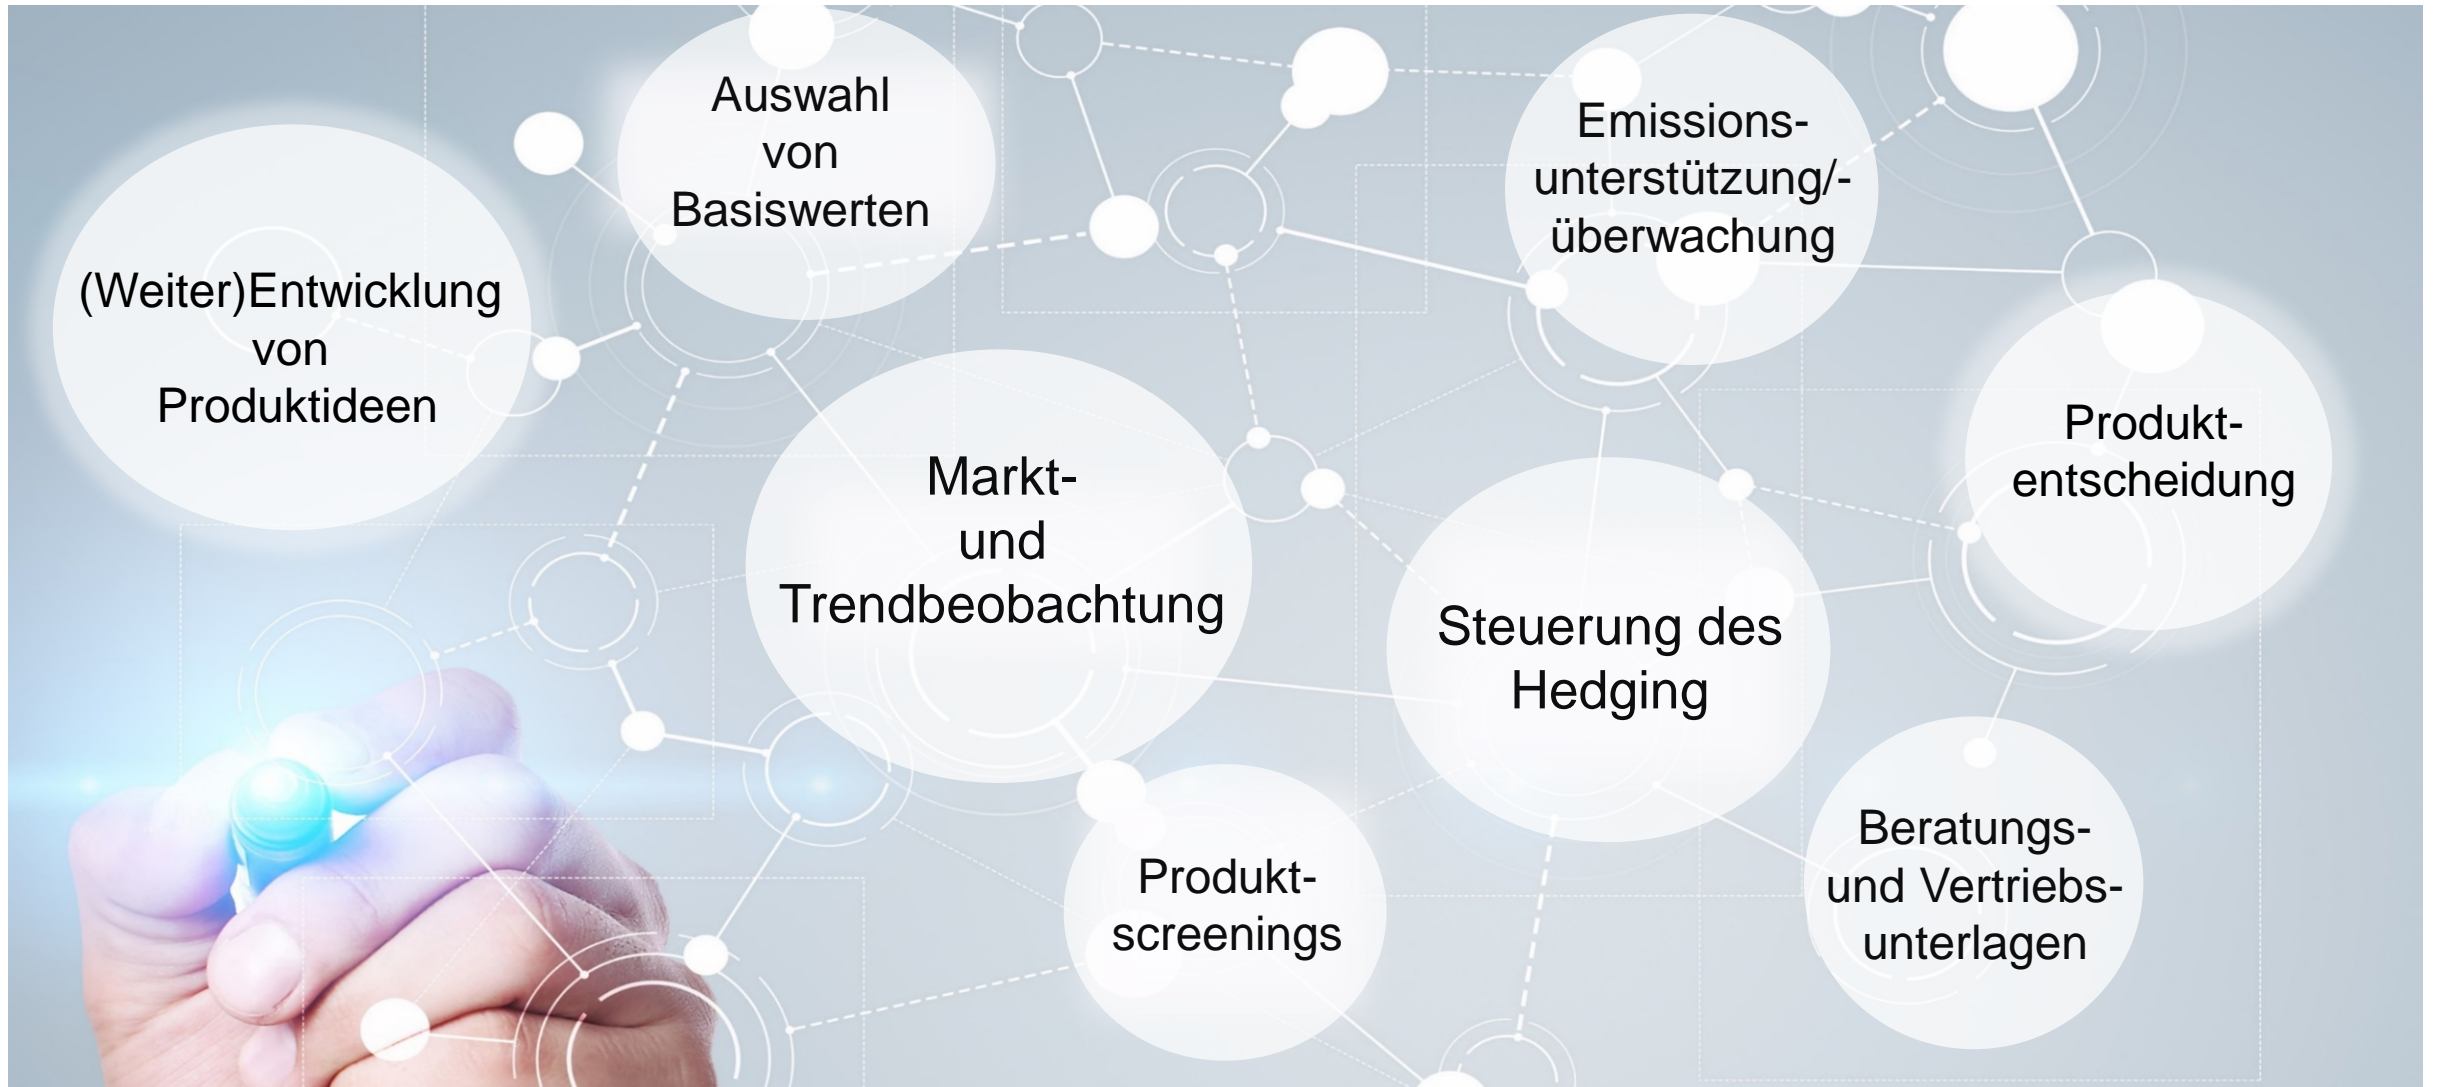 (Weiter)Entwicklung
von
Produktideen
Auswahl
von
Basiswerten
Markt-
und
Trendbeobachtung
Produkt-
screenings
Emissions-
unterstützung/-
überwachung
Steuerung des
Hedging
Produkt-
entscheidung
Beratungs-
und Vertriebs-
unterlagen